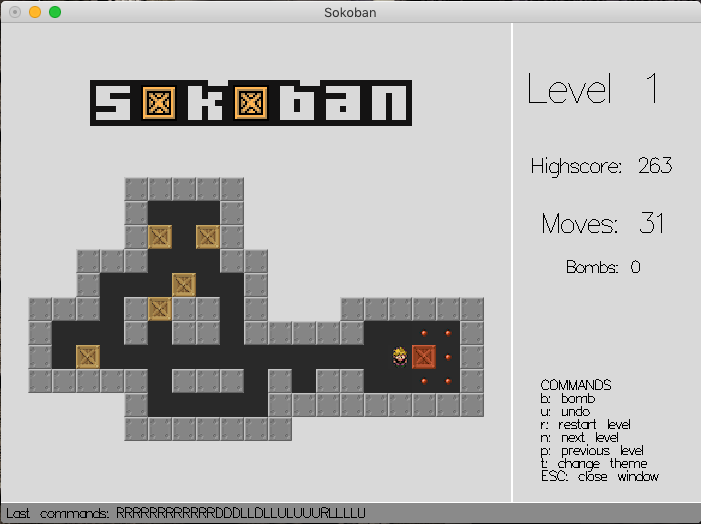 Sokoban
sokoban
Level 1
Highscore: 263
Moves: 31
Bombs: 0
COMMANDS
b: bomb
u: undo
r: restart level
n: next level
p: previous level
t: change theme
ESC: close window
Last commands: RRRRRRRRRRRRDDDLLDLLULUUURLLLLU